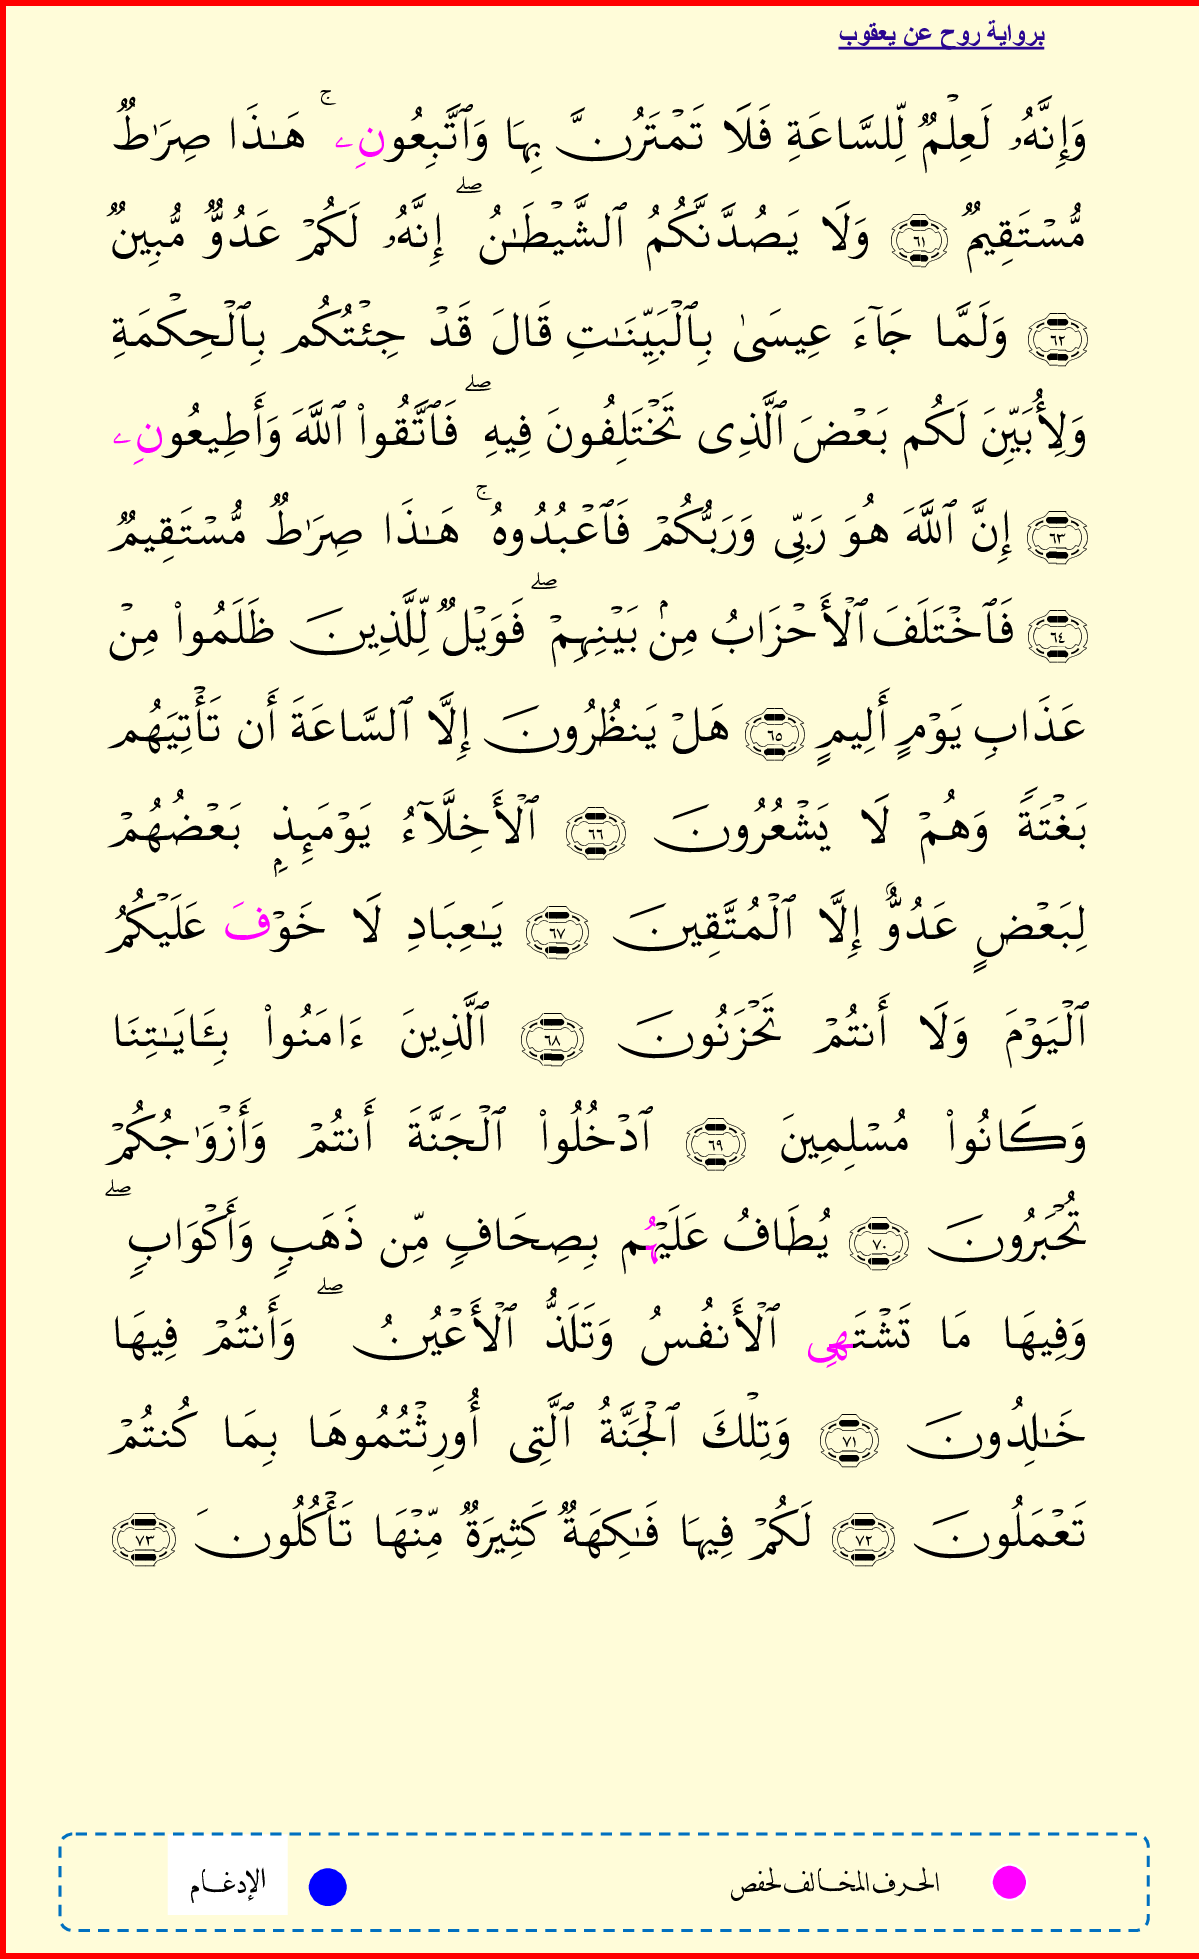 برواية روح عن يعقوب
وَإِنَّهُۥ لَعِلۡمٞ لِّلسَّاعَةِ فَلَا تَمۡتَرُنَّ بِهَا وَٱتَّبِعُونِۦۚ هَٰذَا صِرَٰطٞ
مُّسۡتَقِيمٞ ٦١ وَلَا يَصُدَّنَّكُمُ ٱلشَّيۡطَٰنُۖ إِنَّهُۥ لَكُمۡ عَدُوّٞ مُّبِينٞ
٦٢ وَلَمَّا جَآءَ عِيسَىٰ بِٱلۡبَيِّنَٰتِ قَالَ قَدۡ جِئۡتُكُم بِٱلۡحِكۡمَةِ
وَلِأُبَيِّنَ لَكُم بَعۡضَ ٱلَّذِي تَخۡتَلِفُونَ فِيهِۖ فَٱتَّقُواْ ٱللَّهَ وَأَطِيعُونِۦ
٦٣ إِنَّ ٱللَّهَ هُوَ رَبِّي وَرَبُّكُمۡ فَٱعۡبُدُوهُۚ هَٰذَا صِرَٰطٞ مُّسۡتَقِيمٞ
٦٤ فَٱخۡتَلَفَ ٱلۡأَحۡزَابُ مِنۢ بَيۡنِهِمۡۖ فَوَيۡلٞ لِّلَّذِينَ ظَلَمُواْ مِنۡ
عَذَابِ يَوۡمٍ أَلِيمٍ ٦٥ هَلۡ يَنظُرُونَ إِلَّا ٱلسَّاعَةَ أَن تَأۡتِيَهُم
بَغۡتَةٗ وَهُمۡ لَا يَشۡعُرُونَ ٦٦ ٱلۡأَخِلَّآءُ يَوۡمَئِذِۭ بَعۡضُهُمۡ
لِبَعۡضٍ عَدُوٌّ إِلَّا ٱلۡمُتَّقِينَ ٦٧ يَٰعِبَادِ لَا خَوۡفَ عَلَيۡكُمُ
ٱلۡيَوۡمَ وَلَا أَنتُمۡ تَحۡزَنُونَ ٦٨ ٱلَّذِينَ ءَامَنُواْ بِـَٔايَٰتِنَا
وَكَانُواْ مُسۡلِمِينَ ٦٩ ٱدۡخُلُواْ ٱلۡجَنَّةَ أَنتُمۡ وَأَزۡوَٰجُكُمۡ
تُحۡبَرُونَ ٧٠ يُطَافُ عَلَيۡهُم بِصِحَافٖ مِّن ذَهَبٖ وَأَكۡوَابٖۖ
وَفِيهَا مَا تَشۡتَهِي ٱلۡأَنفُسُ وَتَلَذُّ ٱلۡأَعۡيُنُۖ وَأَنتُمۡ فِيهَا
خَٰلِدُونَ ٧١ وَتِلۡكَ ٱلۡجَنَّةُ ٱلَّتِي أُورِثۡتُمُوهَا بِمَا كُنتُمۡ
تَعۡمَلُونَ ٧٢ لَكُمۡ فِيهَا فَٰكِهَةٞ كَثِيرَةٞ مِّنۡهَا تَأۡكُلُونَ ٧٣
الحرف المخالف لحفص
الإدغام